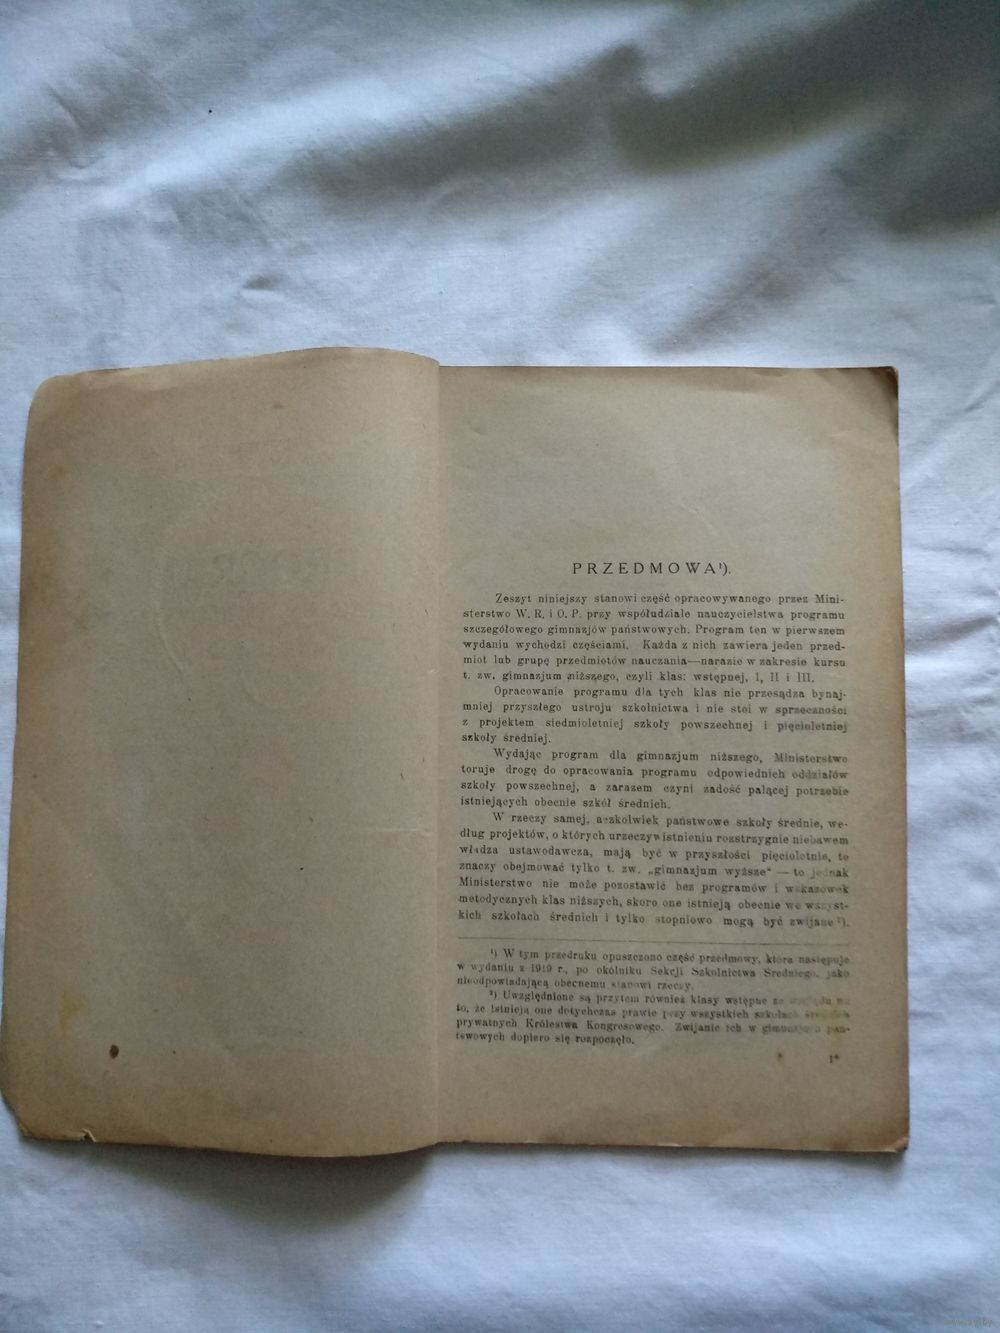 PRZEDMOWA¹).
Zeszyt niniejszy stanowi część opracowywanego przez Mini-
sterstwo W. R. i O. P. przy współudziale nauczycielstwa programu
szczegółowego gimnazjów państwowych. Program ten w pierwszem
wydaniu wychodzi częściami. Każda z nich zawiera jeden przed-
miot lub grupę przedmiotów nauczania—narazie w zakresie kursu
t. zw. gimnazjum niższego, czyli klas: wstępnej, I, II i III.
Opracowanie programu dla tych klas nie przesądza bynaj-
mniej przyszłego ustroju szkolnictwa i nie stoi w sprzeczności
z projektem siedmioletniej szkoły powszechnej i pięcioletniej
szkoły średniej.
Wydając program dla gimnazjum niższego, Ministerstwo
toruje drogę do opracowania programu odpowiednich oddziałów
szkoły powszechnej, a zarazem czyni zadość palącej potrzebie
istniejących obecnie szkół średnich.
W rzeczy samej, aczkolwiek państwowe szkoły średnie, we-
dług projektów, o których urzeczywistnieniu rozstrzygnie niebawem
władza ustawodawcza, mają być w przyszłości pięcioletnie, to
znaczy obejmować tylko t. zw. „gimnazjum wyższe“ — to jednak
Ministerstwo nie może pozostawić bez programów i wskazówek
metodycznych klas niższych, skoro one istnieją obecnie we wszyst-
kich szkołach średnich i tylko stopniowo mogą być zwijane ²).
¹) W tym przedruku opuszczono część przedmowy, która następuje
w wydaniu z 1919 r., po okólniku Sekcji Szkolnictwa Średniego, jako
nieodpowiadającą obecnemu stanowi rzeczy.
²) Uwzględnione są przytem również klasy wstępne ze względu na
to, że istnieją one dotychczas prawie przy wszystkich szkołach średnich
prywatnych Królestwa Kongresowego. Zwijanie ich w gimnazjach pań-
stwowych dopiero się rozpoczęło.
1*